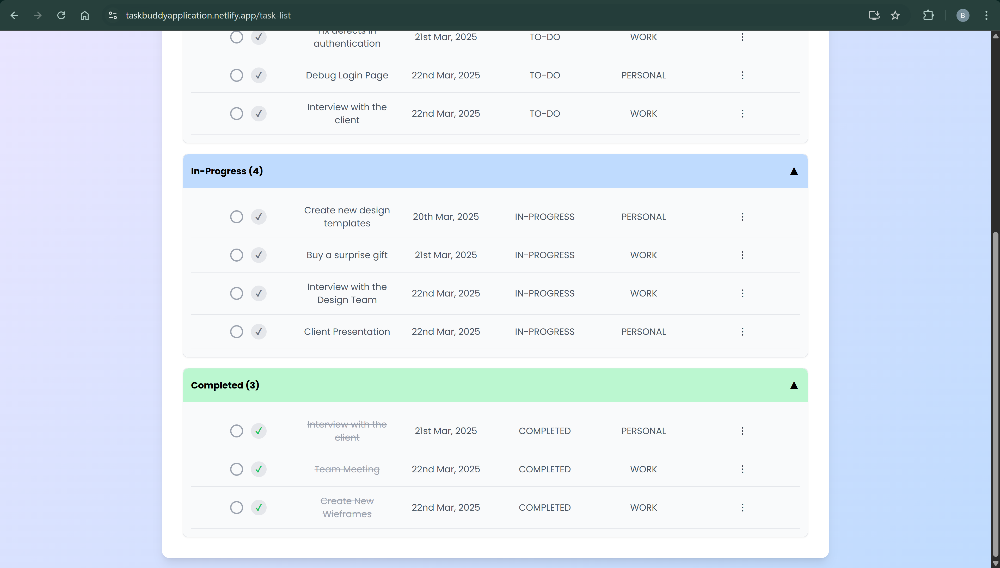 taskbuddyapplication.netlify.app/task-list
B
Fix defects in
authentication
21st Mar, 2025
TO-DO
WORK
Debug Login Page
22nd Mar, 2025
TO-DO
PERSONAL
Interview with the
client
22nd Mar, 2025
TO-DO
WORK
In-Progress (4)
Create new design
templates
20th Mar, 2025
IN-PROGRESS
PERSONAL
Buy a surprise gift
21st Mar, 2025
IN-PROGRESS
WORK
Interview with the
Design Team
22nd Mar, 2025
IN-PROGRESS
WORK
Client Presentation
22nd Mar, 2025
IN-PROGRESS
PERSONAL
Completed (3)
Interview with the
client
21st Mar, 2025
COMPLETED
PERSONAL
Team Meeting
22nd Mar, 2025
COMPLETED
WORK
Create New
Wieframes
22nd Mar, 2025
COMPLETED
WORK